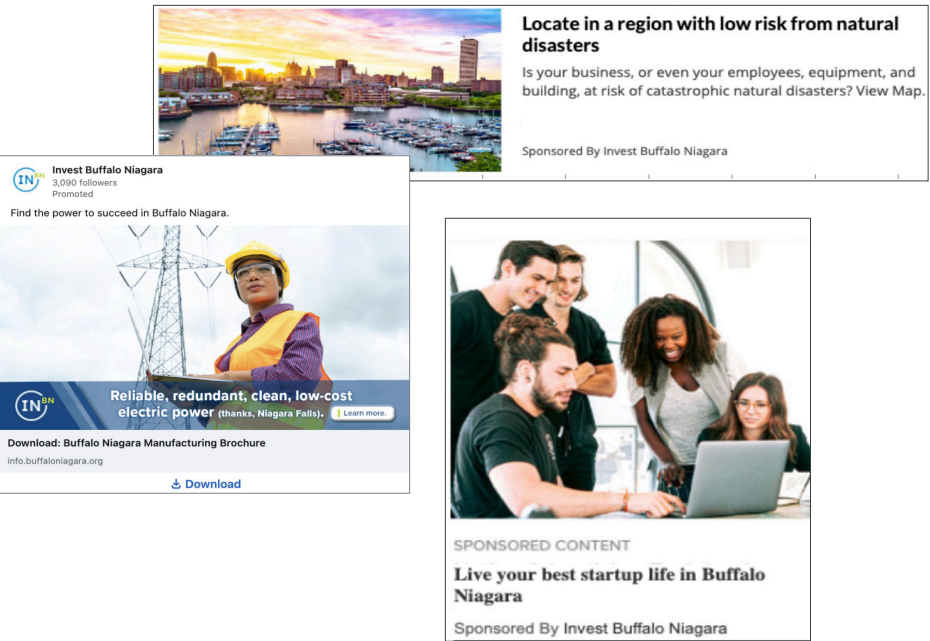 Locate in a region with low risk from natural
disasters
Is your business, or even your employees, equipment, and
building, at risk of catastrophic natural disasters? View Map.
Sponsored By Invest Buffalo Niagara
IN BN
Invest Buffalo Niagara
3,090 followers
Promoted
Find the power to succeed in Buffalo Niagara.
IN BN
Reliable, redundant, clean, low-cost
electric power (thanks, Niagara Falls).
Learn more.
Download: Buffalo Niagara Manufacturing Brochure
info.buffaloniagara.org
Download
SPONSORED CONTENT
Live your best startup life in Buffalo
Niagara
Sponsored By Invest Buffalo Niagara